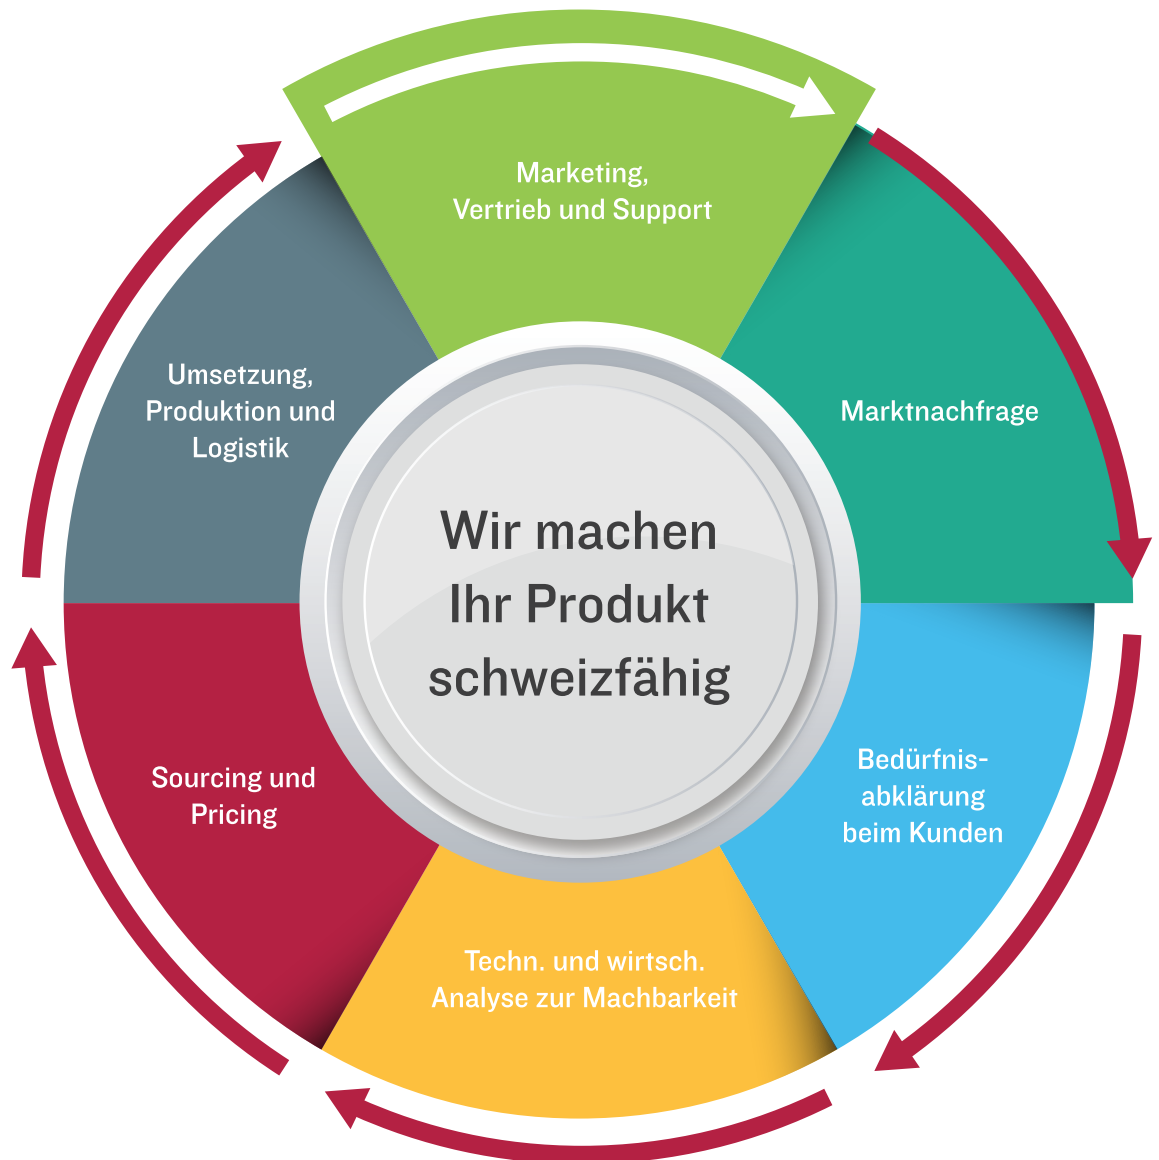 Marketing,
Vertrieb und Support
Marktnachfrage
Bedürfnis-
abklärung
beim Kunden
Techn. und wirtsch.
Analyse zur Machbarkeit
Sourcing und
Pricing
Umsetzung,
Produktion und
Logistik
Wir machen
Ihr Produkt
schweizfähig